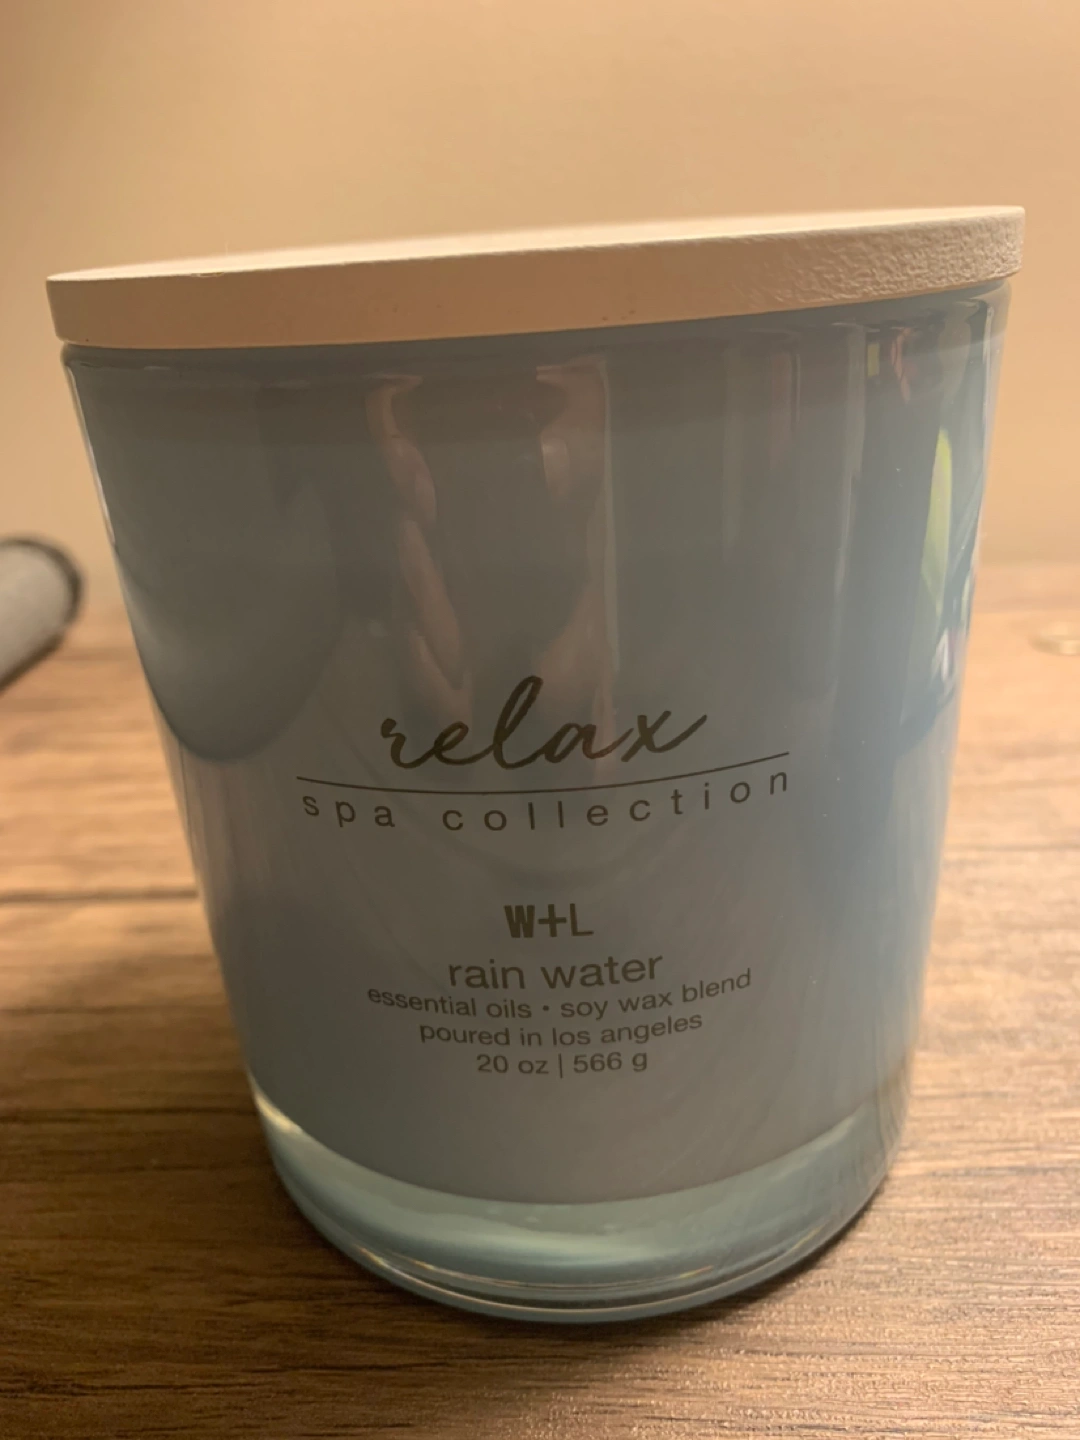 relax
spa collection
W+L
rain water
essential oils • soy wax blend
poured in los angeles
20 oz | 566 g